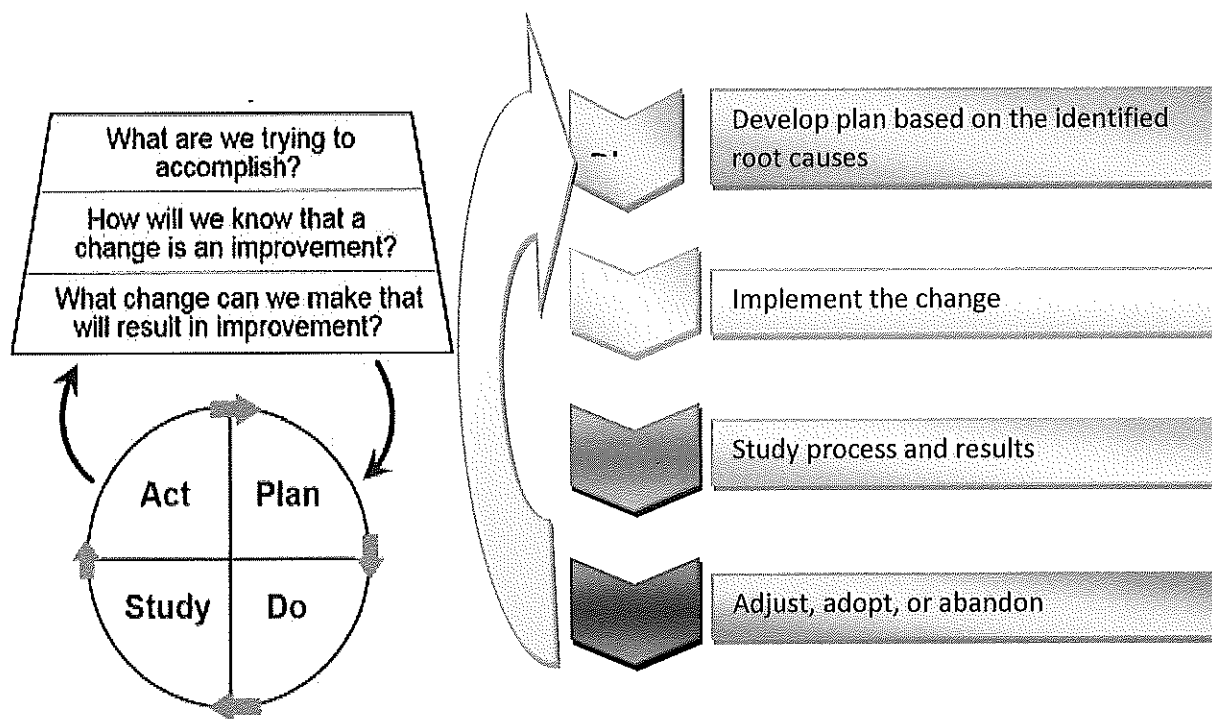 What are we trying to
accomplish?
How will we know that a
change is an improvement?
What change can we make that
will result in improvement?
Act
Plan
Study
Do
Develop plan based on the identified
root causes
Implement the change
Study process and results
Adjust, adopt, or abandon